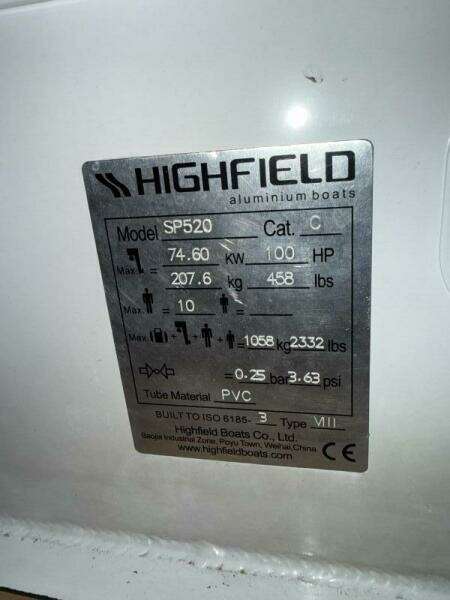 HIGHFIELD
aluminium boats
Model SP520 Cat. C
Max. = 74.60 KW 100 HP
207.6 kg 458 lbs
Max. = 10 =
Max. + + + =1058 kg 2332 lbs
=0.25 bar 3.63 psi
Tube Material PVC
BUILT TO ISO 6185- 3 Type VII
Highfield Boats Co., Ltd.
Baojia Industrial Zone, Poyu Town, Weihai,China
www.highfieldboats.com CE